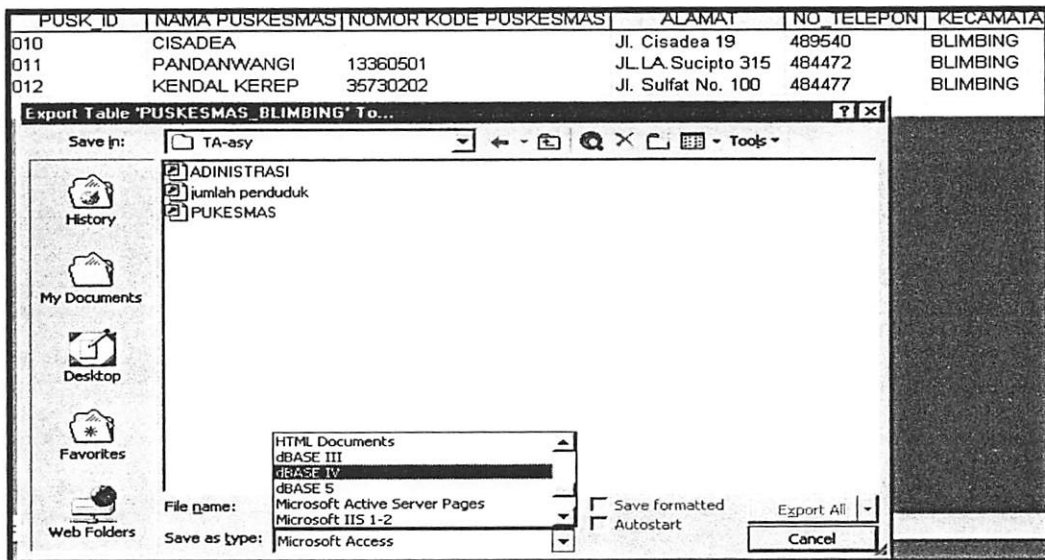 PUSK_ID NAMA PUSKESMAS NOMOR KODE PUSKESMAS ALAMAT NO_TELEPON KECAMATA
010 CISADEA Jl. Cisadea 19 489540 BLIMBING
011 PANDANWANGI 13360501 JL.LA.Sucipto 315 484472 BLIMBING
012 KENDAL KEREP 35730202 Jl. Sulfat No. 100 484477 BLIMBING
Export Table 'PUSKESMAS_BLIMBING' To...
Save in: TA-asy Tools
ADINISTRASI
jumlah penduduk
PUKESMAS
History
My Documents
Desktop
Favorites
Web Folders
HTML Documents
dBASE III
dBASE IV
dBASE 5
Microsoft Active Server Pages
Microsoft IIS 1-2
File name: Save formatted Export All
Autostart
Save as type: Microsoft Access Cancel